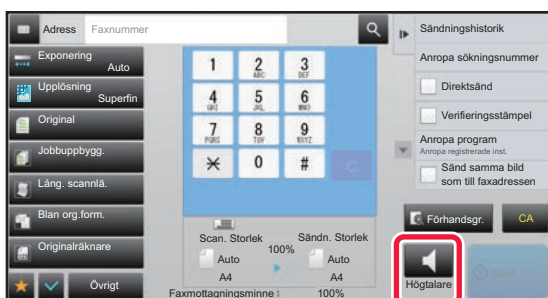 Adress
Faxnummer
Exponering
Auto
Upplösning
Superfin
Original
Jobbuppbygg.
Lång. scannlä.
Blan org.form.
Originalräknare
Övrigt
1
2 ABC
3 DEF
4 GHI
5 JKL
6 MNO
7 PQRS
8 TUV
9 WXYZ
0
#
C
Scan. Storlek
100%
Sändn. Storlek
Auto
A4
Auto
A4
Faxmottagningsminne 100%
Sändningshistorik
Anropa sökningsnummer
Direktsänd
Verifieringsstämpel
Anropa program
Anropa registrerade inst.
Sänd samma bild
som till faxadressen
Förhandsgr.
CA
Högtalare
Start